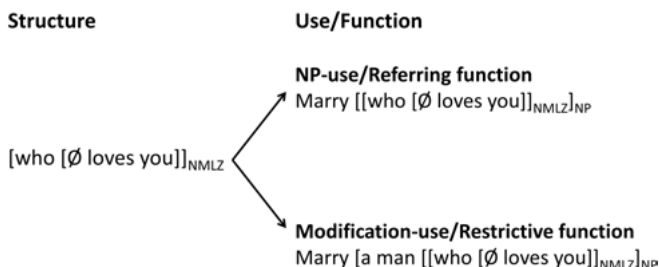 Structure
Use/Function
NP-use/Referring function
Marry [[who [Ø loves you]]NMLZ]NP
[who [Ø loves you]]NMLZ
Modification-use/Restrictive function
Marry [a man [[who [Ø loves you]]NMLZ]NP